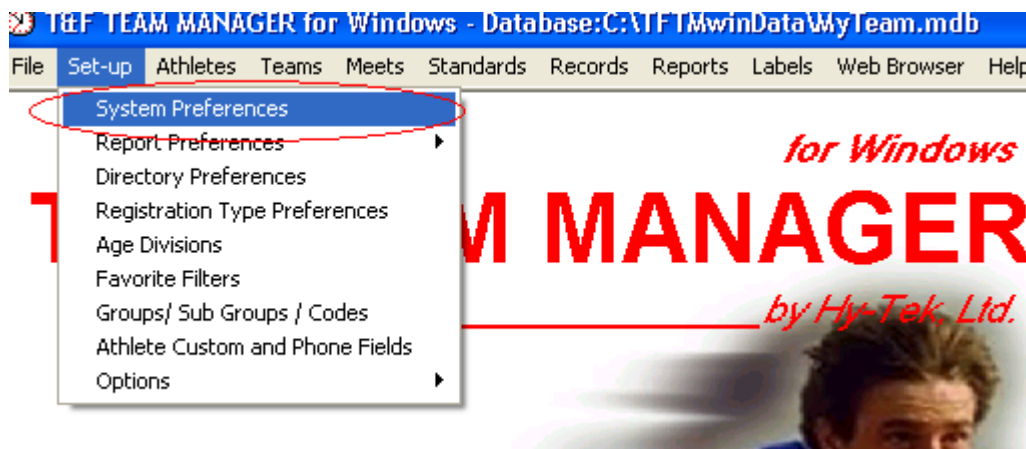 T&F TEAM MANAGER for Windows - Database:C:\TFTMwinData\MyTeam.mdb
File Set-up Athletes Teams Meets Standards Records Reports Labels Web Browser Help
System Preferences
Report Preferences
Directory Preferences
Registration Type Preferences
Age Divisions
Favorite Filters
Groups/ Sub Groups / Codes
Athlete Custom and Phone Fields
Options
for Windows
MANAGER
by Hy-Tek, Ltd.